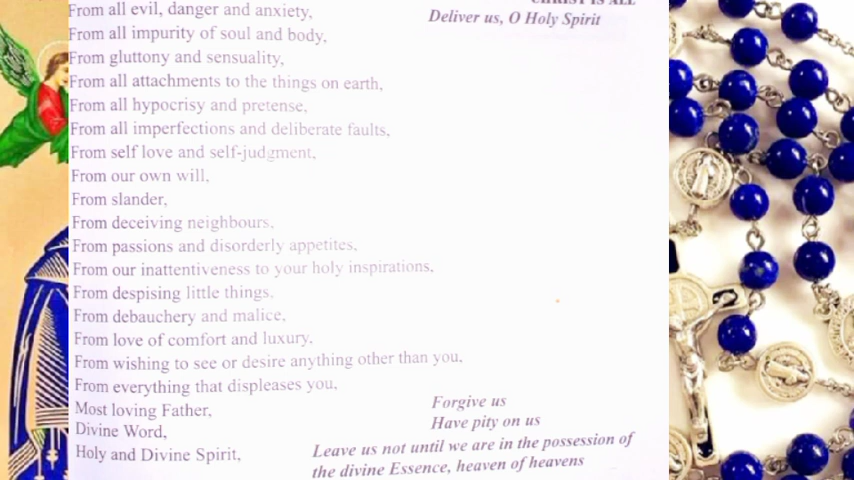 CHRIST IS ALL
From all evil, danger and anxiety,
Deliver us, O Holy Spirit
From all impurity of soul and body,
From gluttony and sensuality,
From all attachments to the things on earth,
From all hypocrisy and pretense,
From all imperfections and deliberate faults,
From self love and self-judgment,
From our own will,
From slander,
From deceiving neighbours,
From passions and disorderly appetites,
From our inattentiveness to your holy inspirations,
From despising little things,
From debauchery and malice,
From love of comfort and luxury,
From wishing to see or desire anything other than you,
From everything that displeases you,
Most loving Father,
Forgive us
Divine Word,
Have pity on us
Holy and Divine Spirit,
Leave us not until we are in the possession of
the divine Essence, heaven of heavens